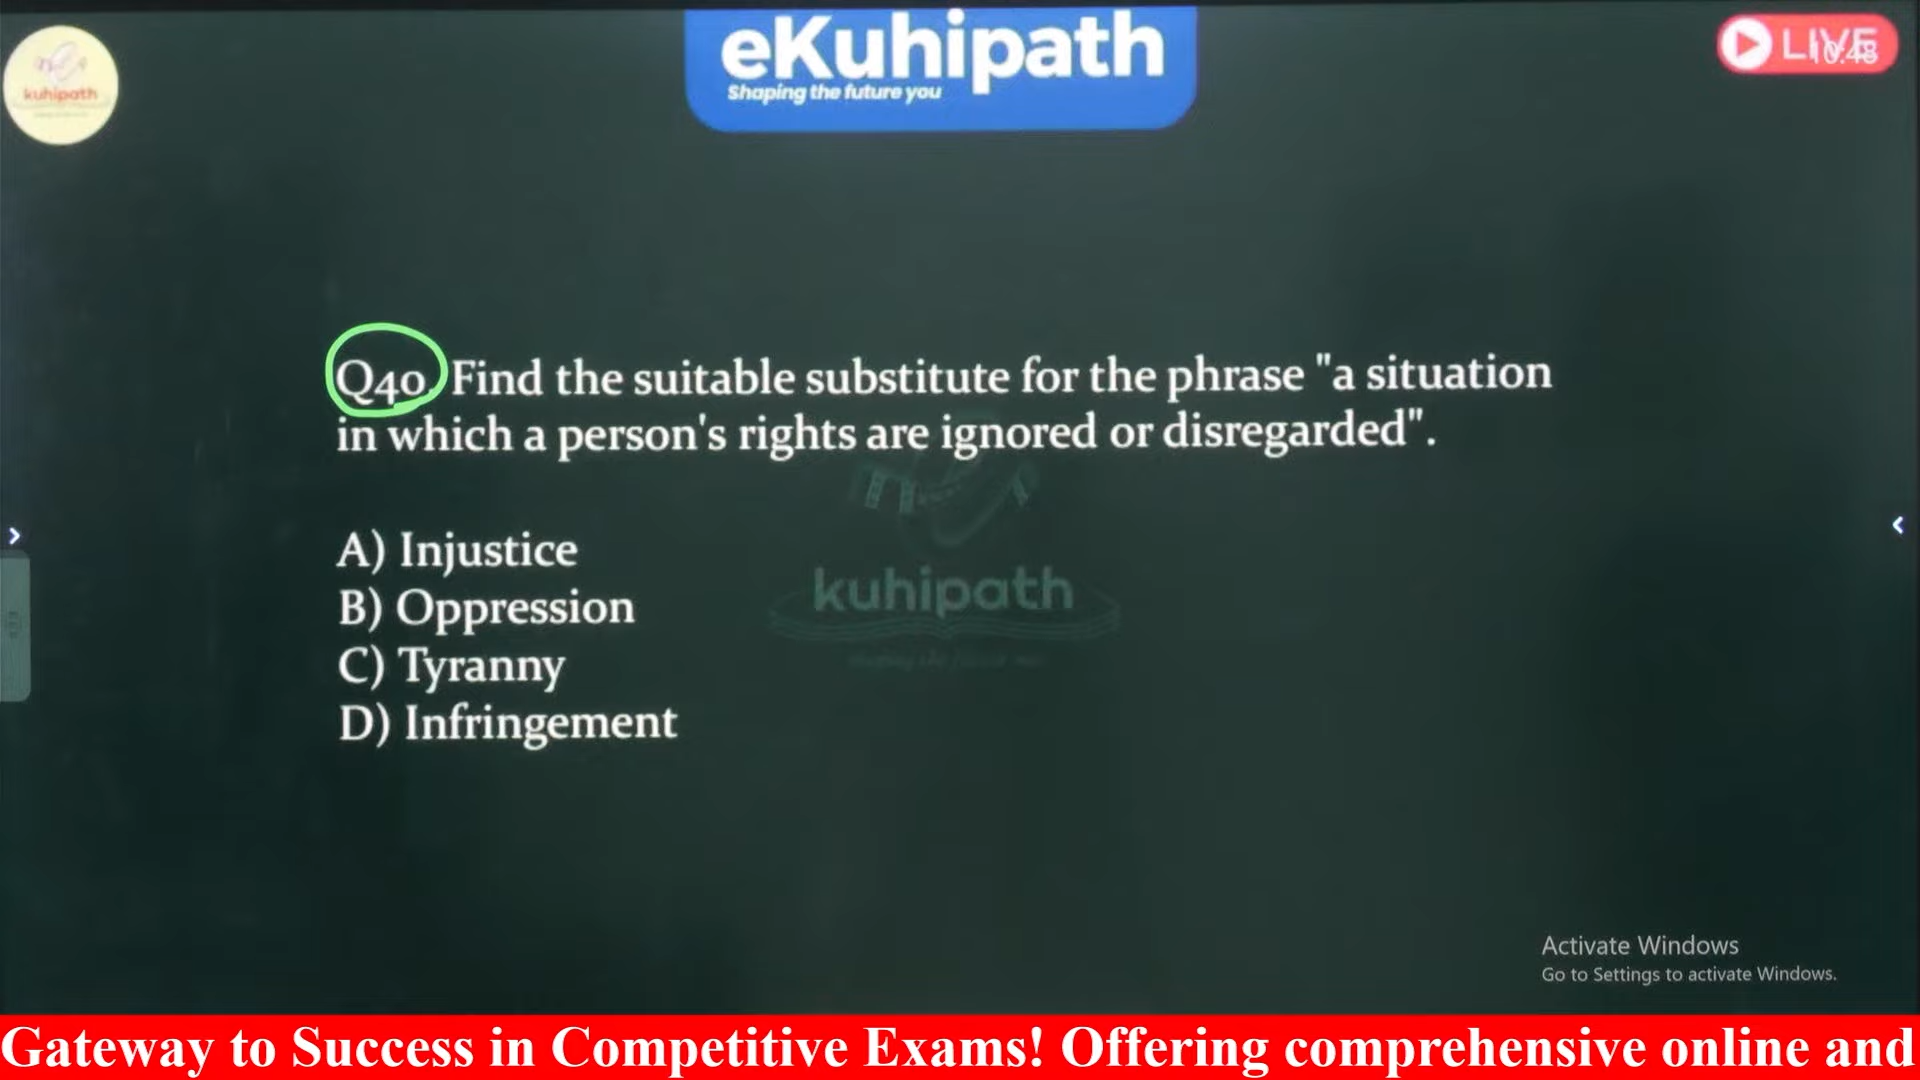 kuhipath
eKuhipath
Shaping the future you
LIVE
10:48
Q40. Find the suitable substitute for the phrase "a situation
in which a person's rights are ignored or disregarded".
A) Injustice
B) Oppression
C) Tyranny
D) Infringement
kuhipath
Activate Windows
Go to Settings to activate Windows.
Gateway to Success in Competitive Exams! Offering comprehensive online and